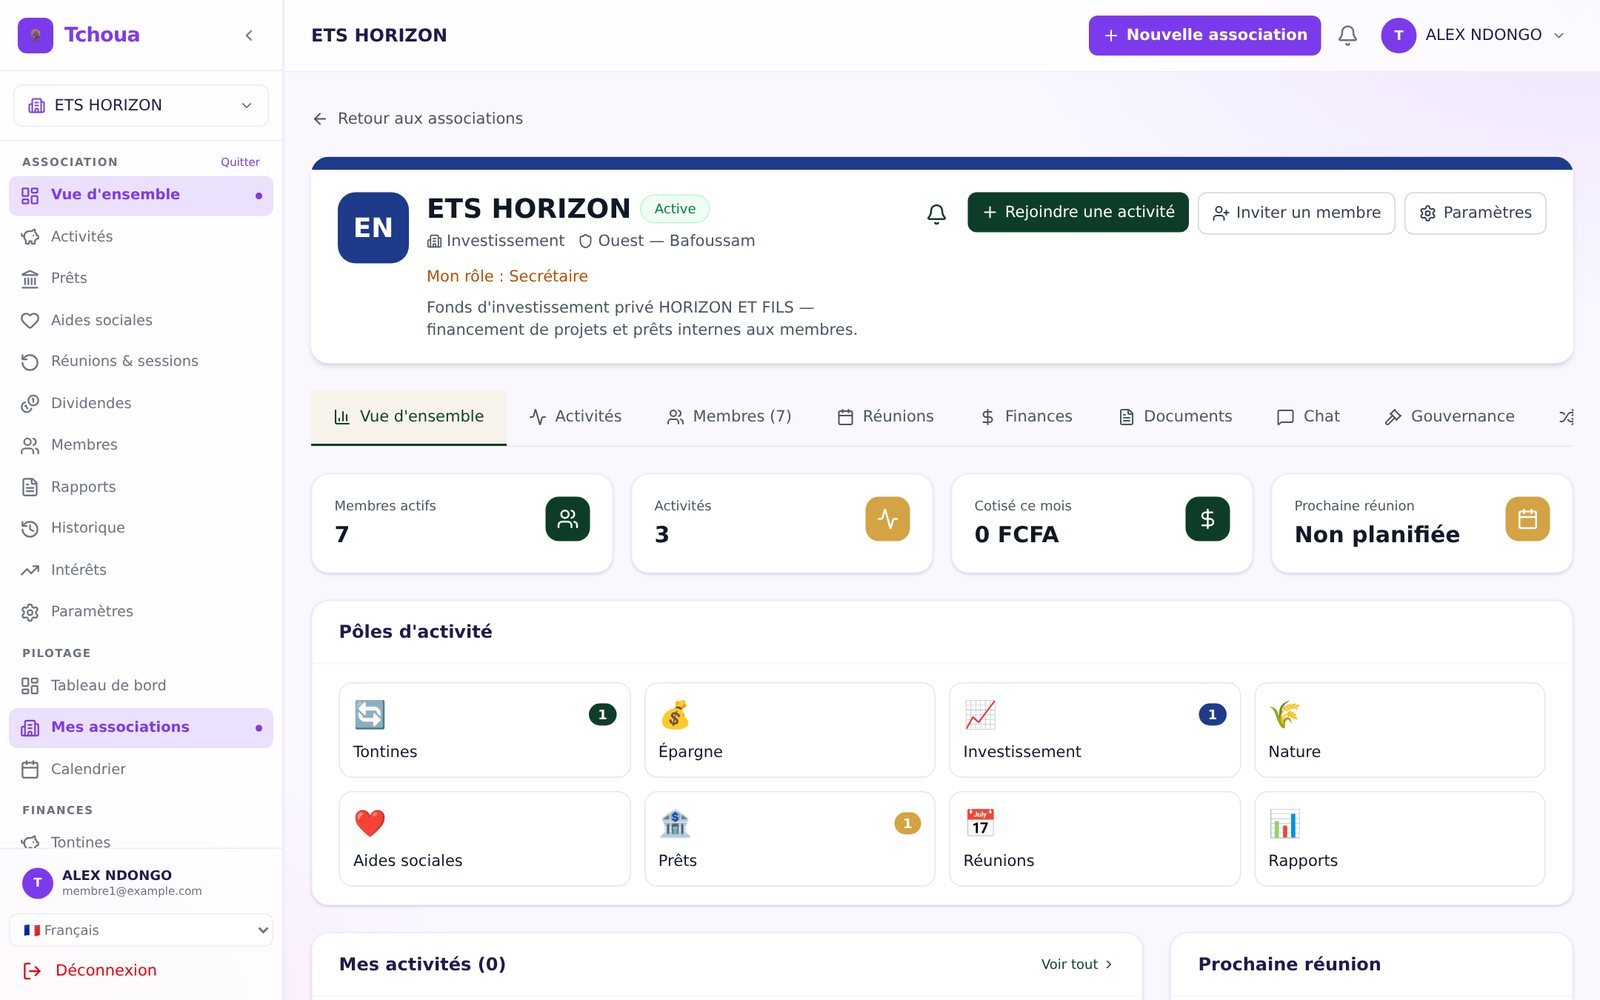 Tchoua
ETS HORIZON
ASSOCIATION
Quitter
Vue d'ensemble
Activités
Prêts
Aides sociales
Réunions & sessions
Dividendes
Membres
Rapports
Historique
Intérêts
Paramètres
PILOTAGE
Tableau de bord
Mes associations
Calendrier
FINANCES
Tontines
T
ALEX NDONGO
membre1@example.com
Français
Déconnexion
ETS HORIZON
+ Nouvelle association
T
ALEX NDONGO
← Retour aux associations
EN
ETS HORIZON
Active
Investissement
Ouest — Bafoussam
Mon rôle : Secrétaire
Fonds d'investissement privé HORIZON ET FILS —
financement de projets et prêts internes aux membres.
+ Rejoindre une activité
Inviter un membre
Paramètres
Vue d'ensemble
Activités
Membres (7)
Réunions
$ Finances
Documents
Chat
Gouvernance
Membres actifs
7
Activités
3
Cotisé ce mois
0 FCFA
$
Prochaine réunion
Non planifiée
Pôles d'activité
1
Tontines
Épargne
1
Investissement
Nature
Aides sociales
1
Prêts
July
17
Réunions
Rapports
Mes activités (0)
Voir tout
Prochaine réunion